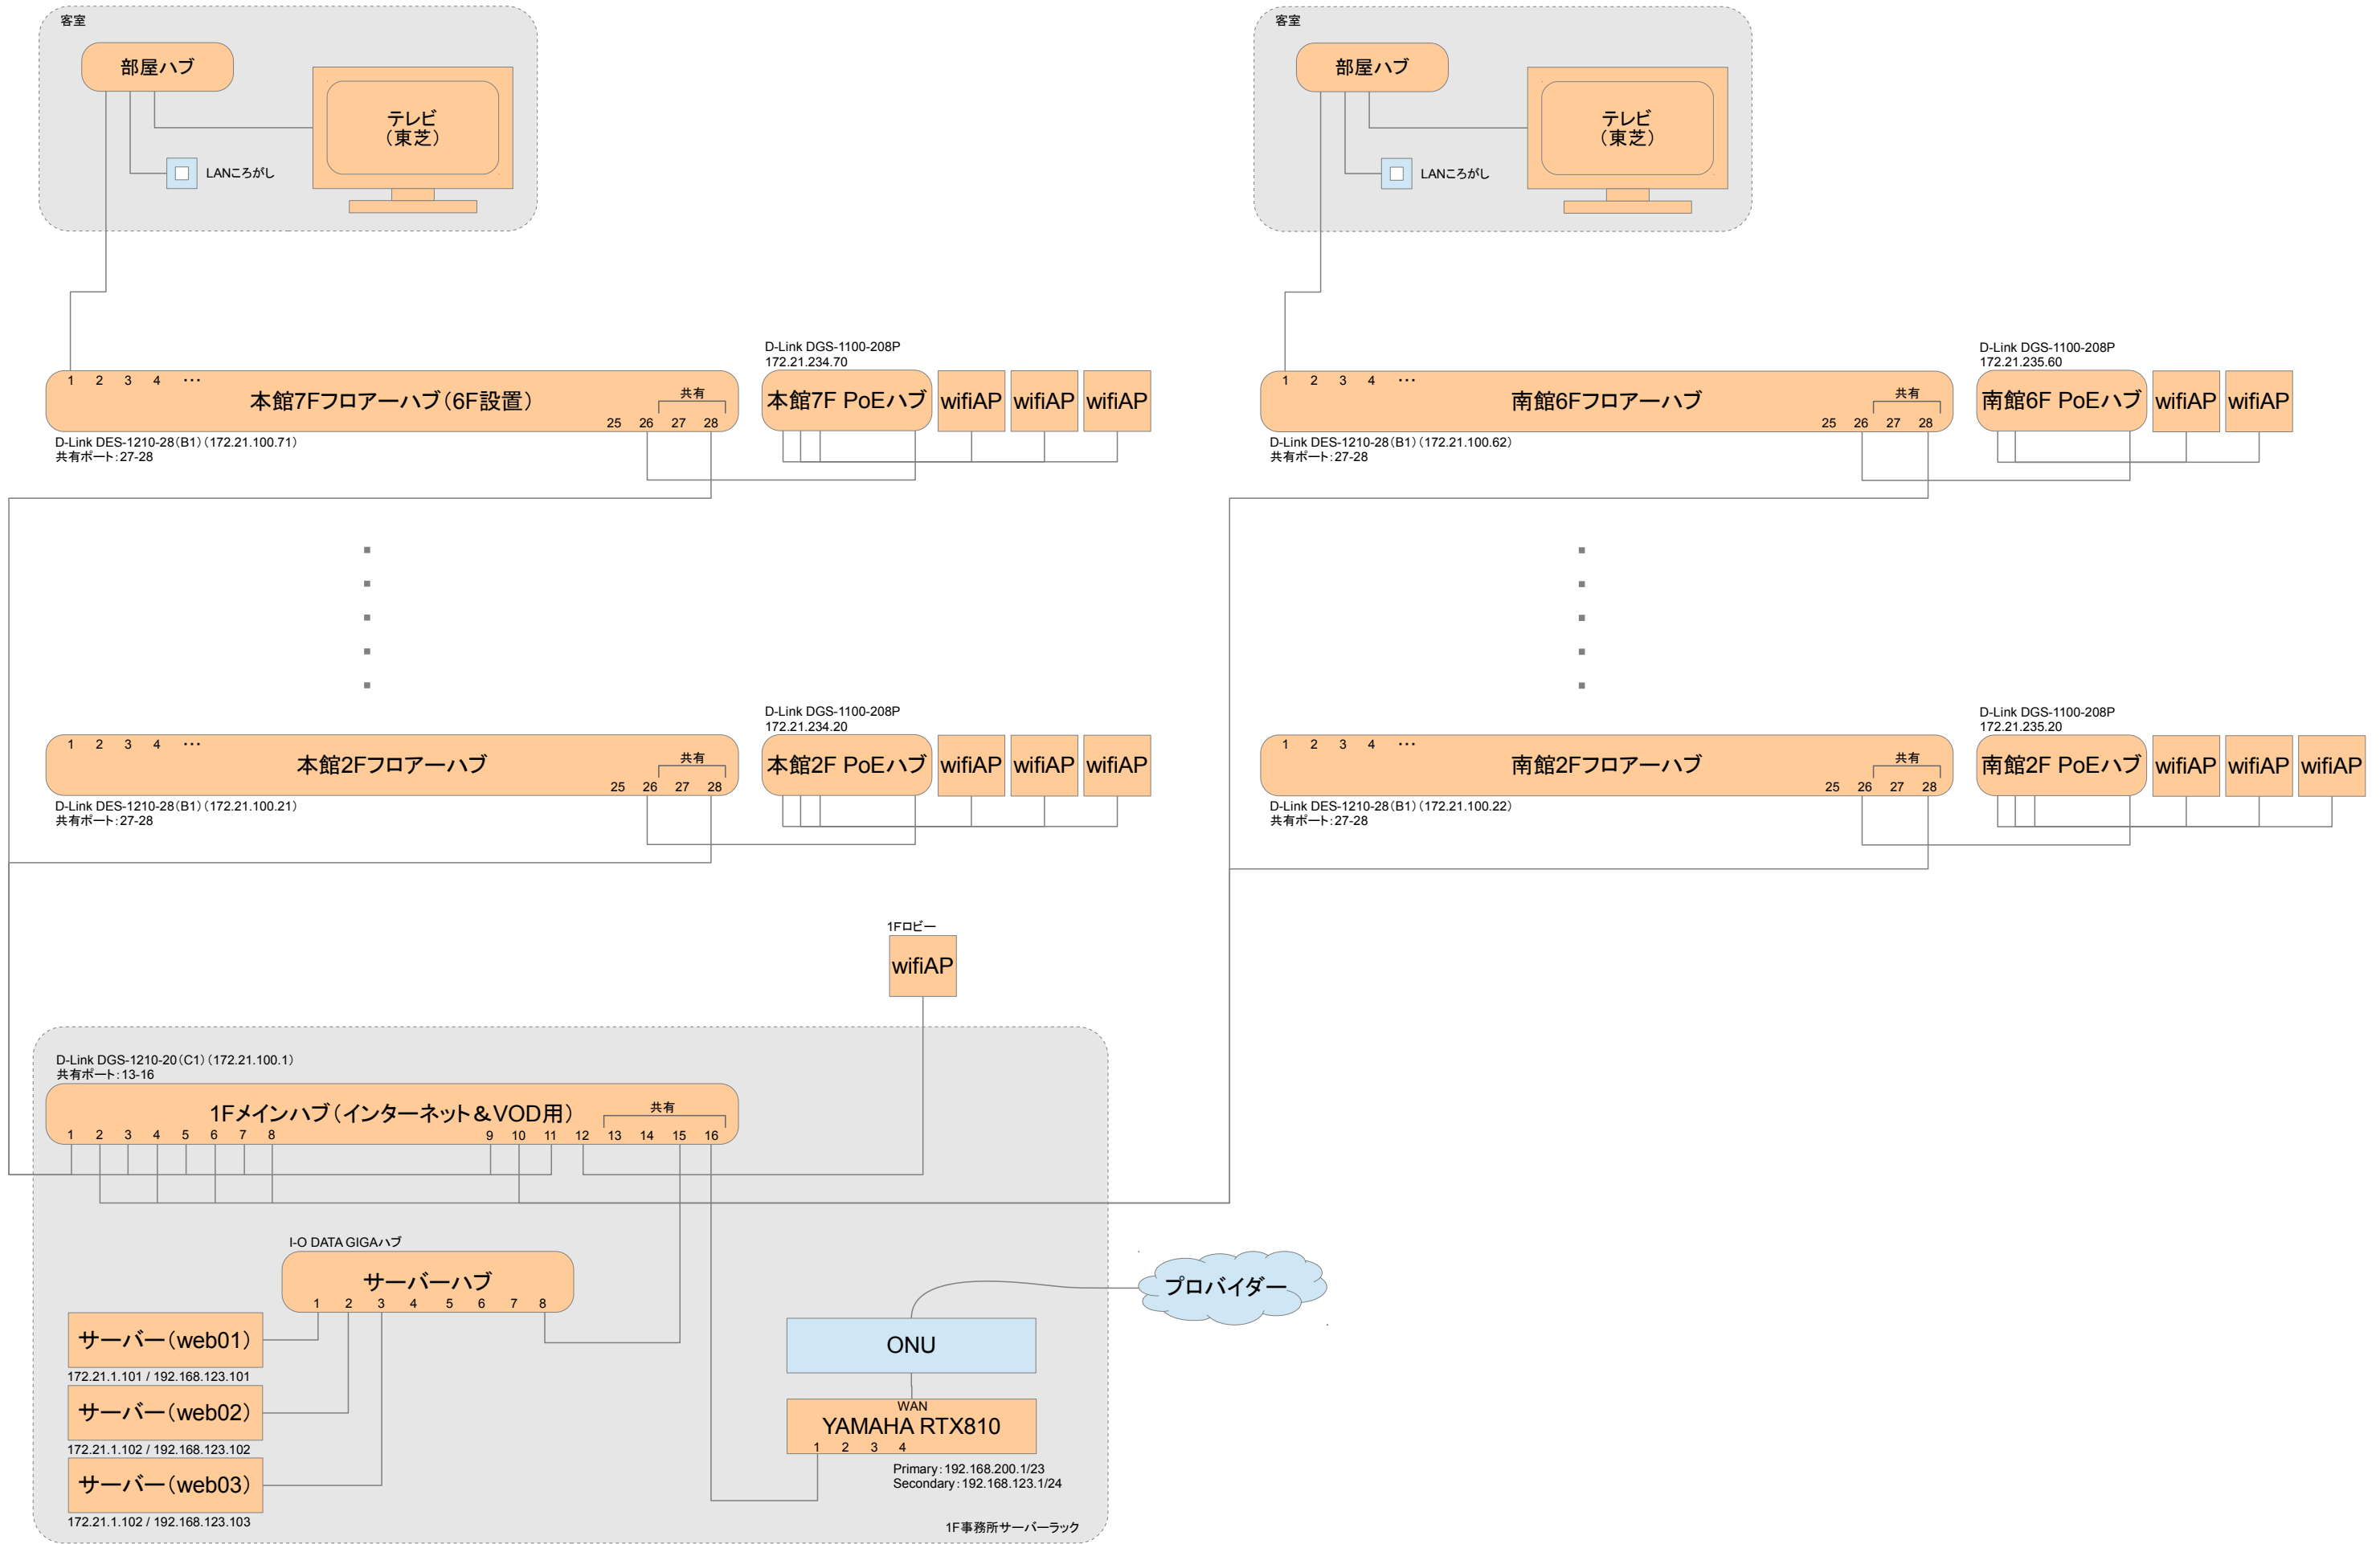 客室
部屋ハブ
テレビ
（東芝）
LANころがし
客室
部屋ハブ
テレビ
（東芝）
LANころがし
1 2 3 4 ･･･
本館7Fフロアーハブ（6F設置）
共有
25 26 27 28
D-Link DES-1210-28（B1）（172.21.100.71）
共有ポート：27-28
D-Link DGS-1100-208P
172.21.234.70
本館7F PoEハブ
wifiAP
wifiAP
wifiAP
1 2 3 4 ･･･
南館6Fフロアーハブ
共有
25 26 27 28
D-Link DES-1210-28（B1）（172.21.100.62）
共有ポート：27-28
D-Link DGS-1100-208P
172.21.235.60
南館6F PoEハブ
wifiAP
wifiAP
1 2 3 4 ･･･
本館2Fフロアーハブ
共有
25 26 27 28
D-Link DES-1210-28（B1）（172.21.100.21）
共有ポート：27-28
D-Link DGS-1100-208P
172.21.234.20
本館2F PoEハブ
wifiAP
wifiAP
wifiAP
1 2 3 4 ･･･
南館2Fフロアーハブ
共有
25 26 27 28
D-Link DES-1210-28（B1）（172.21.100.22）
共有ポート：27-28
D-Link DGS-1100-208P
172.21.235.20
南館2F PoEハブ
wifiAP
wifiAP
wifiAP
1Fロビー
wifiAP
D-Link DGS-1210-20（C1）（172.21.100.1）
共有ポート：13-16
1Fメインハブ（インターネット＆VOD用）
共有
1 2 3 4 5 6 7 8 9 10 11 12 13 14 15 16
I-O DATA GIGAハブ
サーバーハブ
1 2 3 4 5 6 7 8
サーバー（web01）
172.21.1.101 / 192.168.123.101
サーバー（web02）
172.21.1.102 / 192.168.123.102
サーバー（web03）
172.21.1.102 / 192.168.123.103
プロバイダー
ONU
WAN
YAMAHA RTX810
1 2 3 4
Primary：192.168.200.1/23
Secondary：192.168.123.1/24
1F事務所サーバーラック